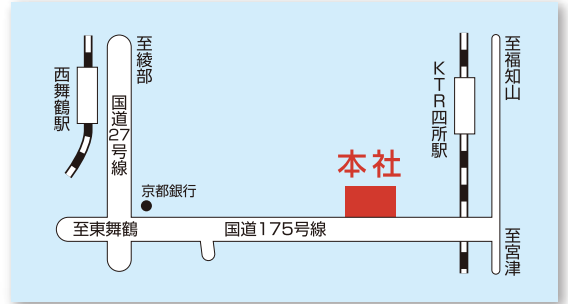 至綾部
西舞鶴駅
国道27号線
京都銀行
至東舞鶴
国道175号線
本社
KTR四所駅
至福知山
至宮津